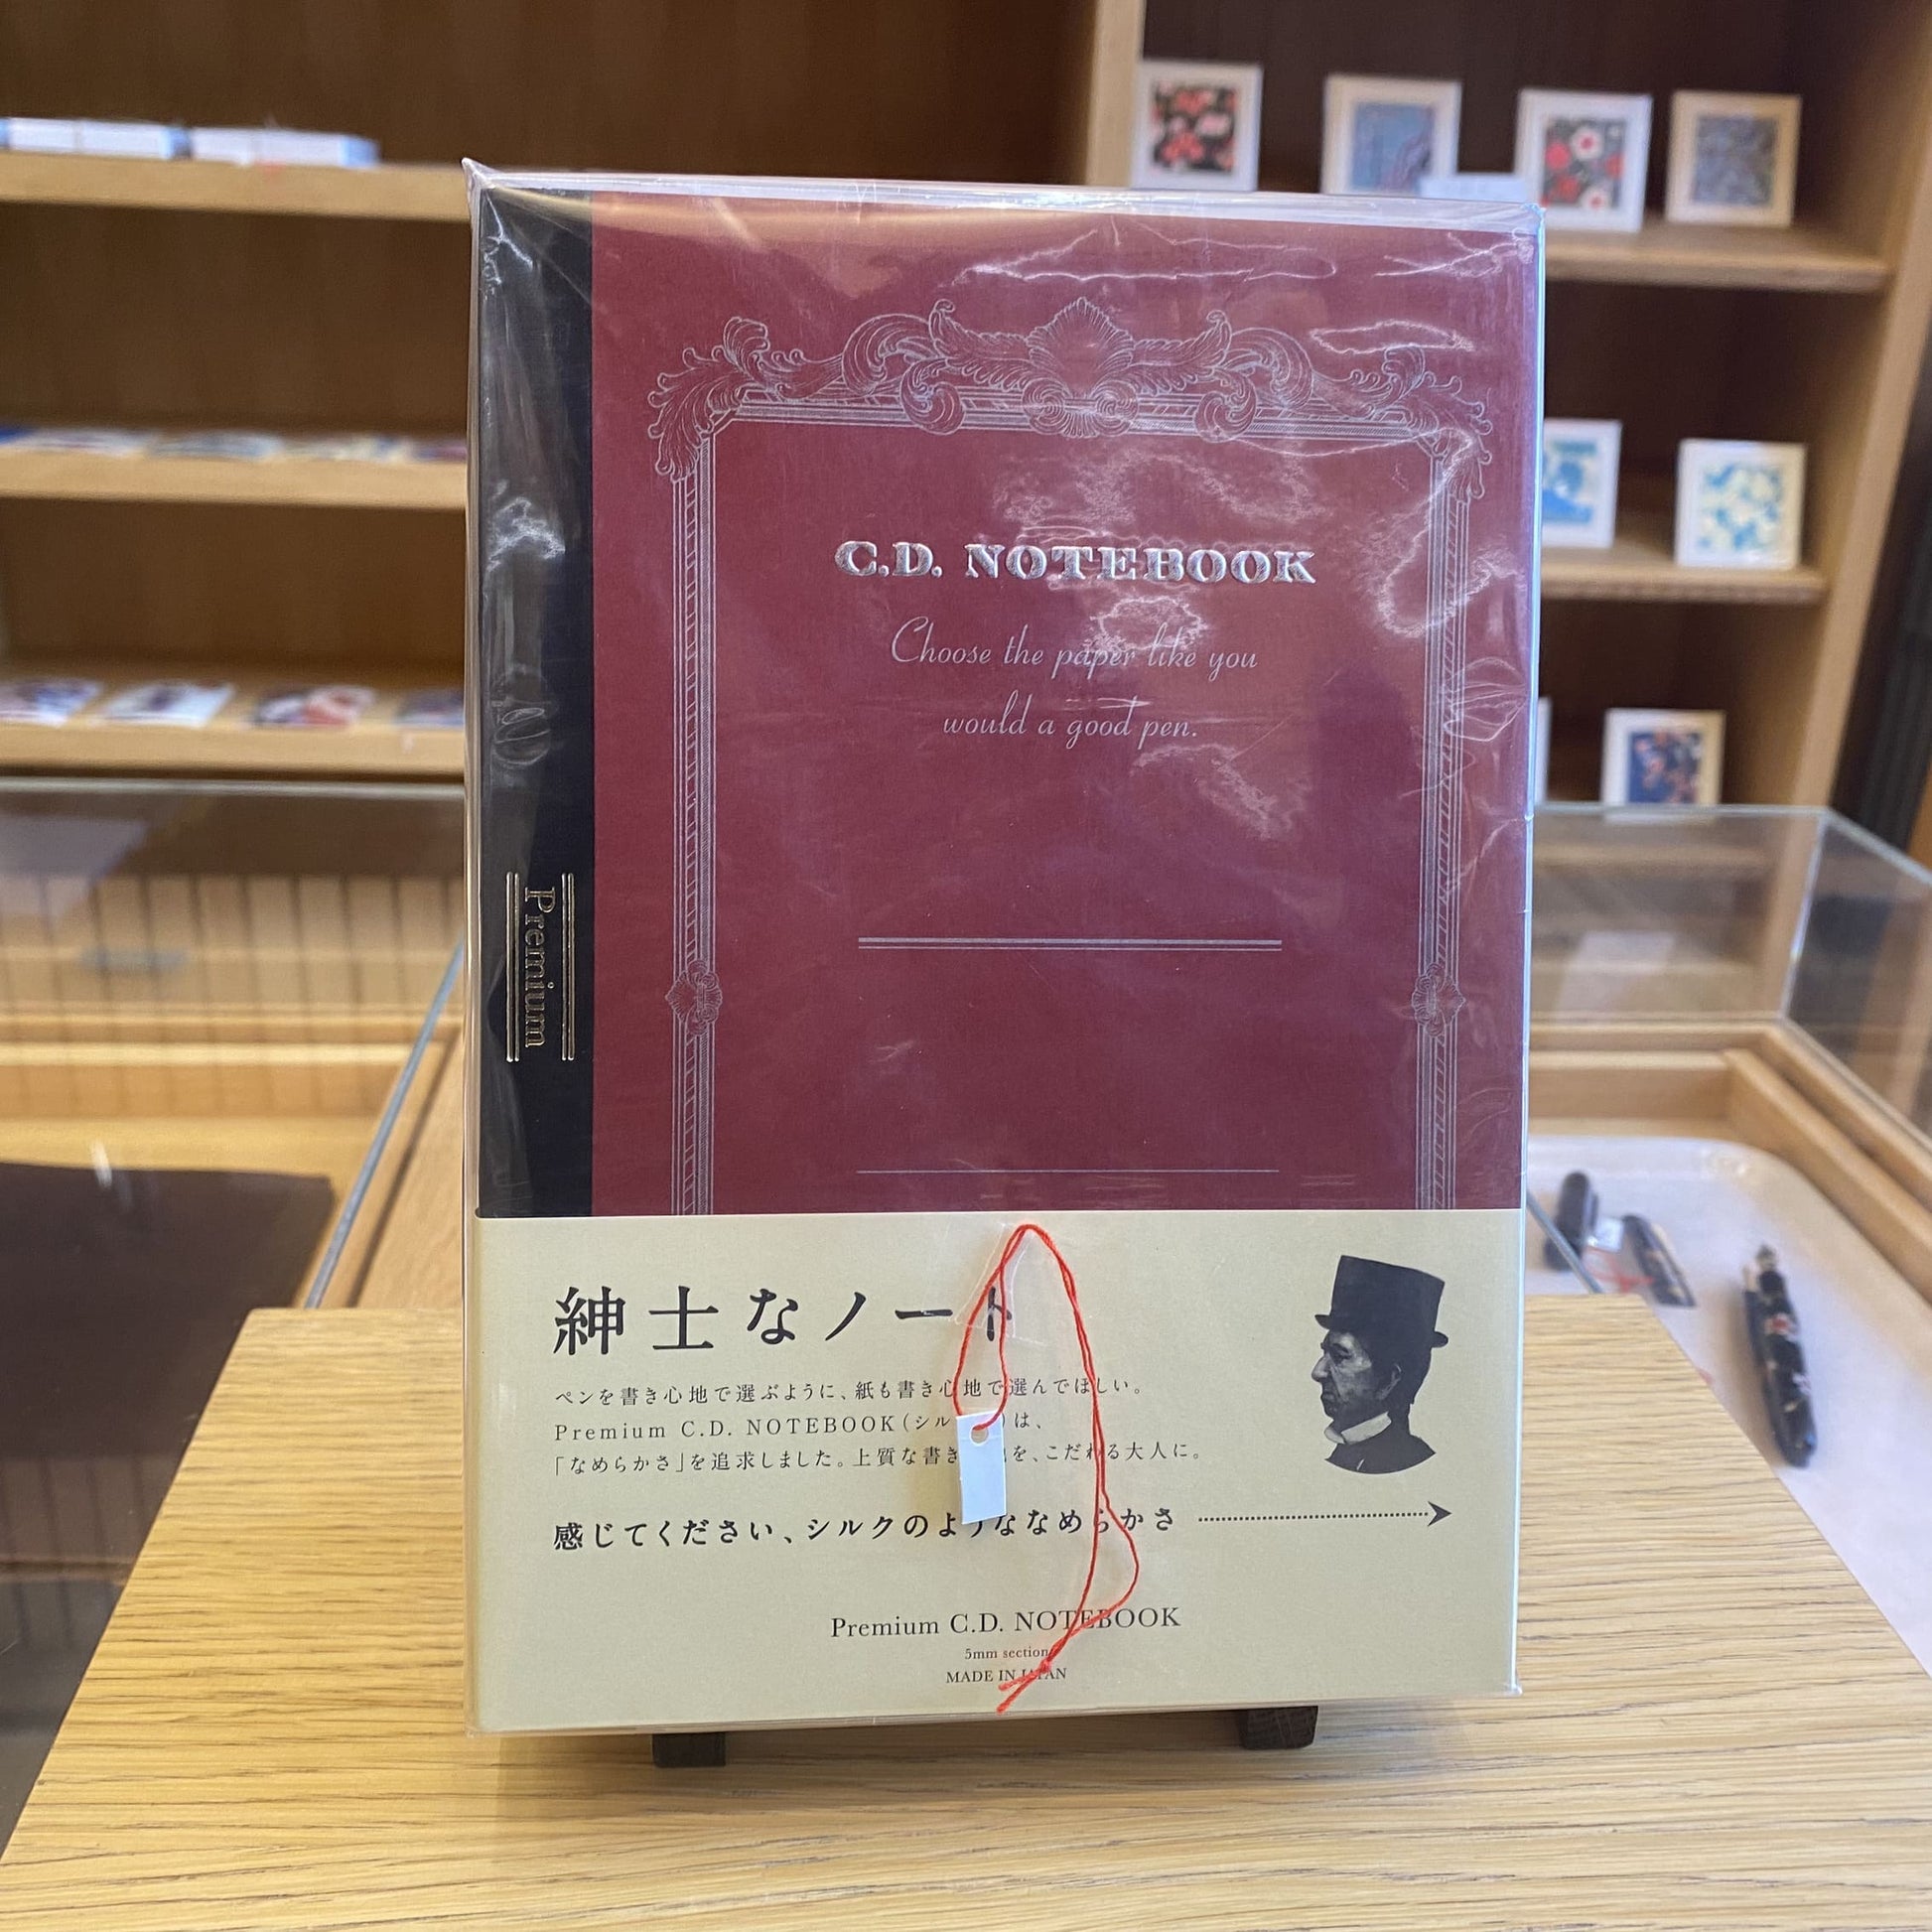 C.D. NOTEBOOK
Choose the paper like you
would a good pen.
Premium
紳士なノート
ペンを書き心地で選ぶように、紙も書き心地で選んでほしい。
Premium C.D. NOTEBOOK(シル )は、
「なめらかさ」を追求しました。上質な書き を、こだわる大人に。
感じてください、シルクのようななめらかさ
Premium C.D. NOTEBOOK
5mm section
MADE IN JAPAN